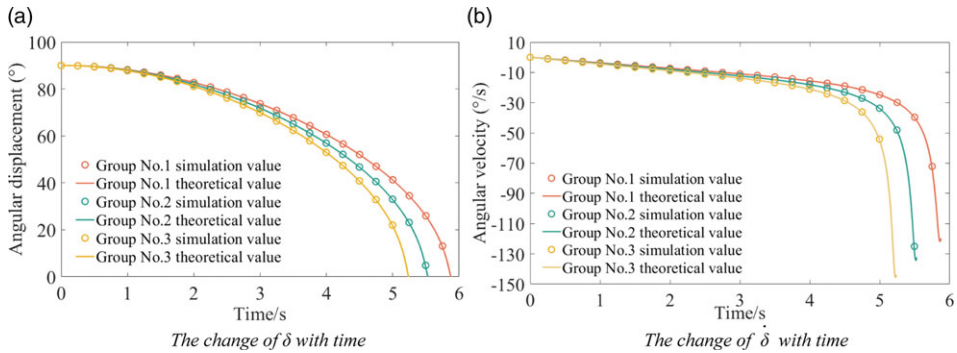 (a)
100
80
60
40
20
0
Angular displacement (°)
Group No.1 simulation value
Group No.1 theoretical value
Group No.2 simulation value
Group No.2 theoretical value
Group No.3 simulation value
Group No.3 theoretical value
0 1 2 3 4 5 6
Time/s
The change of δ with time
(b)
10
-10
-30
-50
-70
-90
-110
-130
-150
Angular velocity (°/s)
Group No.1 simulation value
Group No.1 theoretical value
Group No.2 simulation value
Group No.2 theoretical value
Group No.3 simulation value
Group No.3 theoretical value
0 1 2 3 4 5 6
Time/s
The change of δ̇ with time